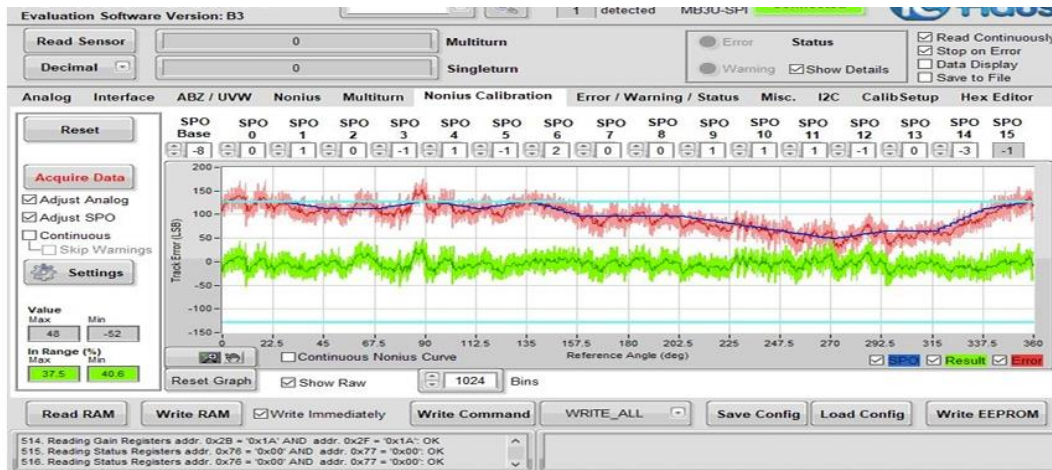 Evaluation Software Version: B3
1 detected MB3U-SPI
Read Sensor 0 Multiturn Error Status Read Continuously
Stop on Error
Decimal 0 Singleturn Warning Show Details Data Display
Save to File
Analog Interface ABZ / UVW Nonius Multiturn Nonius Calibration Error / Warning / Status Misc. I2C CalibSetup Hex Editor
Reset
SPO SPO SPO SPO SPO SPO SPO SPO SPO SPO SPO SPO SPO SPO SPO SPO SPO
Base 0 1 2 3 4 5 6 7 8 9 10 11 12 13 14 15
-8 0 1 0 -1 1 -1 2 0 0 1 1 1 -1 0 -3 -1
Acquire Data
Adjust Analog
Adjust SPO
Continuous
Skip Warnings
Settings
Value
Max Min
48 -52
In Range (%)
Max Min
37.5 40.6
Track Error (LSB)
200
150
100
50
0
-50
-100
-150
0 22.5 45 67.5 90 112.5 135 157.5 180 202.5 225 247.5 270 292.5 315 337.5 360
Continuous Nonius Curve Reference Angle (deg) SPO Result Error
Reset Graph Show Raw 1024 Bins
Read RAM Write RAM Write Immediately Write Command WRITE_ALL Save Config Load Config Write EEPROM
514. Reading Gain Registers addr. 0x2B = '0x1A' AND addr. 0x2F = '0x1A': OK
515. Reading Status Registers addr. 0x76 = '0x00' AND addr. 0x77 = '0x00': OK
516. Reading Status Registers addr. 0x76 = '0x00' AND addr. 0x77 = '0x00': OK